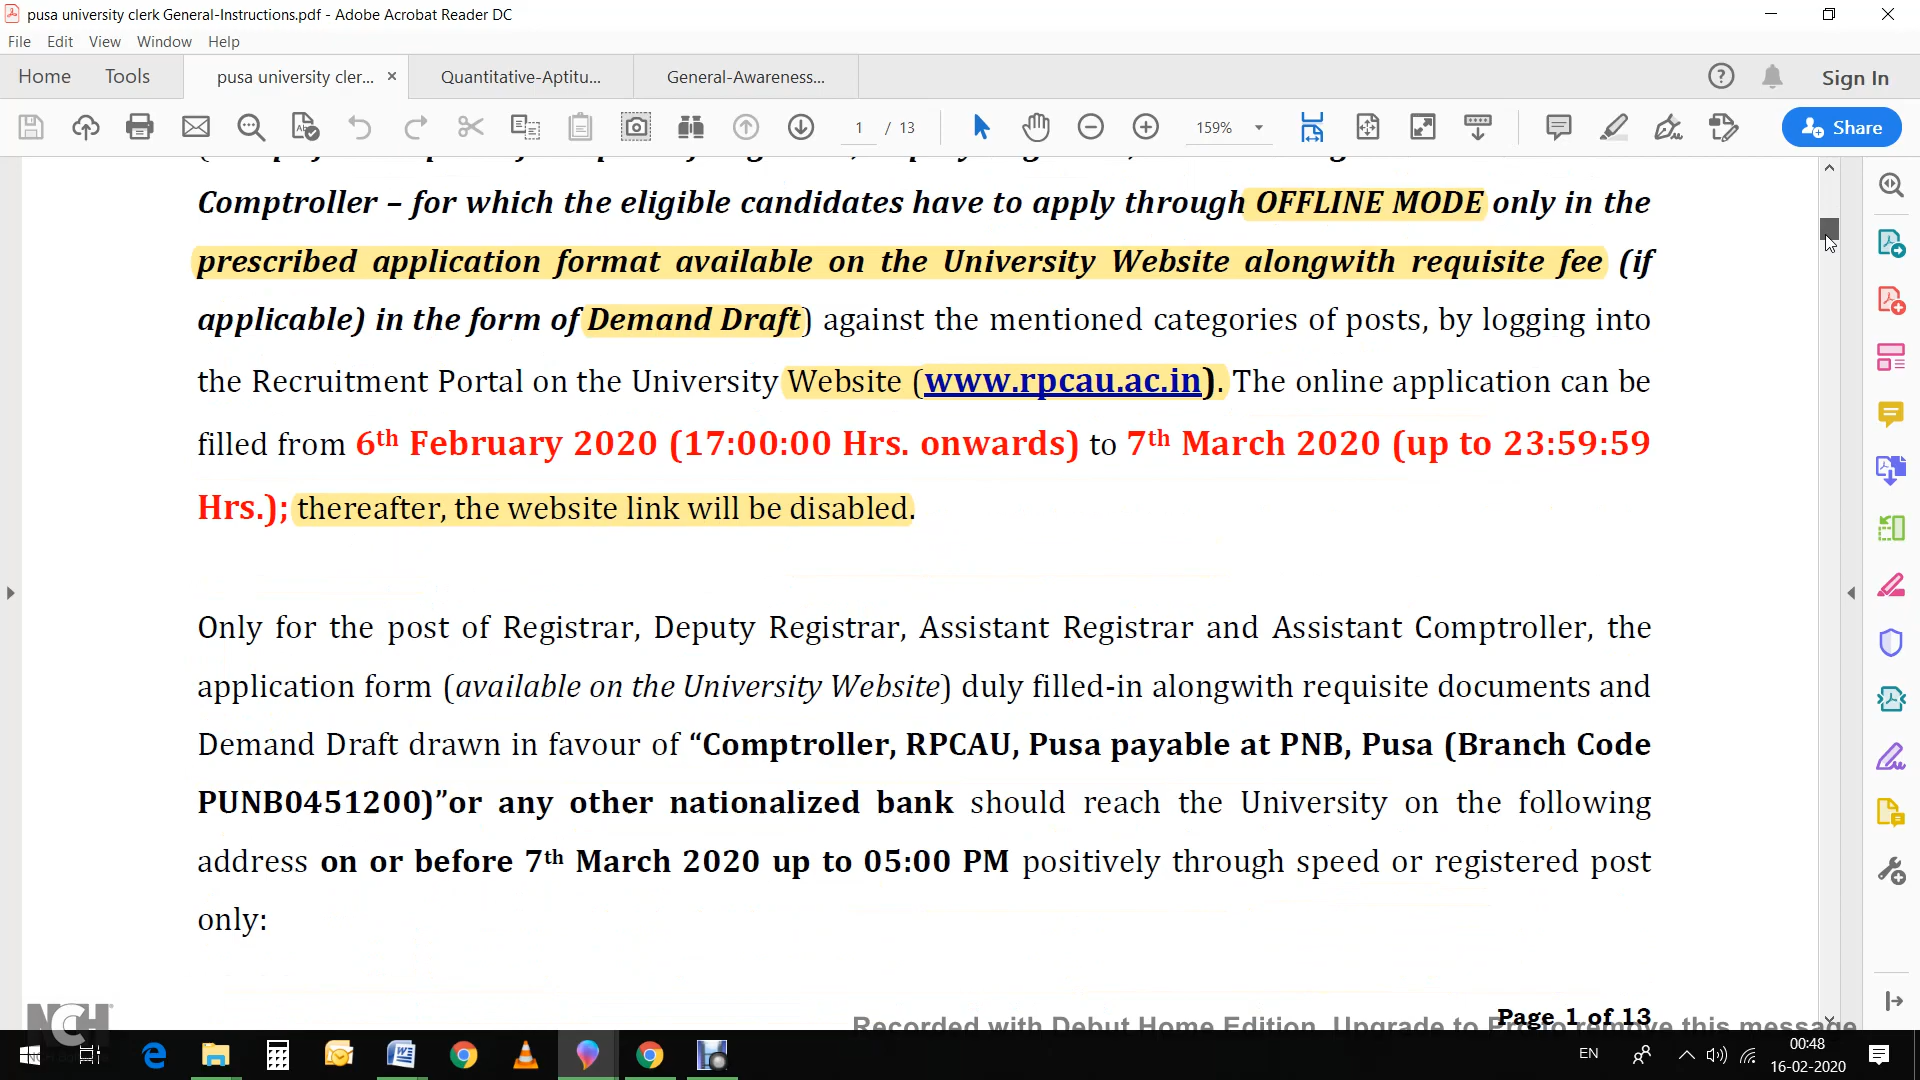 pusa university clerk General-Instructions.pdf - Adobe Acrobat Reader DC
File Edit View Window Help
Home Tools pusa university cler... × Quantitative-Aptitu... General-Awareness... Sign In
1 / 13 159% Share
Comptroller – for which the eligible candidates have to apply through OFFLINE MODE only in the
prescribed application format available on the University Website alongwith requisite fee (if
applicable) in the form of Demand Draft) against the mentioned categories of posts, by logging into
the Recruitment Portal on the University Website (www.rpcau.ac.in). The online application can be
filled from 6th February 2020 (17:00:00 Hrs. onwards) to 7th March 2020 (up to 23:59:59
Hrs.); thereafter, the website link will be disabled.
Only for the post of Registrar, Deputy Registrar, Assistant Registrar and Assistant Comptroller, the
application form (available on the University Website) duly filled-in alongwith requisite documents and
Demand Draft drawn in favour of “Comptroller, RPCAU, Pusa payable at PNB, Pusa (Branch Code
PUNB0451200)”or any other nationalized bank should reach the University on the following
address on or before 7th March 2020 up to 05:00 PM positively through speed or registered post
only:
Page 1 of 13
NCH
Recorded with Debut Home Edition. Upgrade to remove this message
EN 00:48
16-02-2020